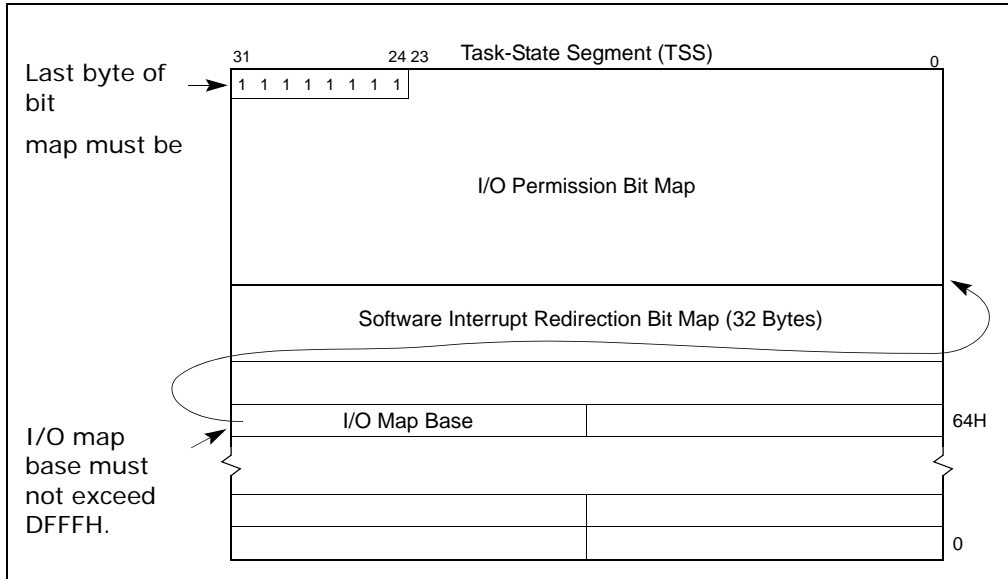 31 24 23 Task-State Segment (TSS) 0
Last byte of
bit
map must be
1 1 1 1 1 1 1 1
I/O Permission Bit Map
Software Interrupt Redirection Bit Map (32 Bytes)
I/O Map Base
64H
I/O map
base must
not exceed
DFFFH.
0